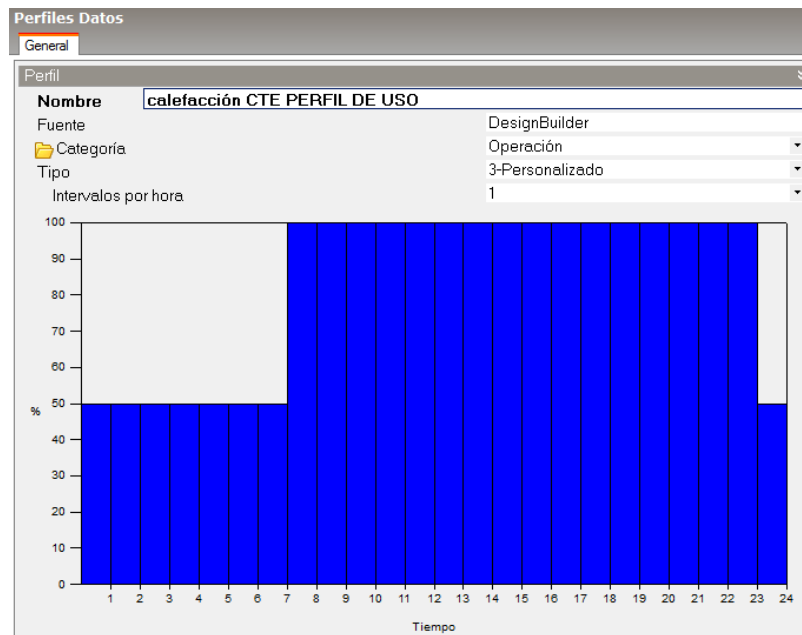 Perfiles Datos
General
Perfil
Nombre calefacción CTE PERFIL DE USO
Fuente DesignBuilder
Categoría Operación
Tipo 3-Personalizado
Intervalos por hora 1
100
90
80
70
60
50
%
40
30
20
10
0
1 2 3 4 5 6 7 8 9 10 11 12 13 14 15 16 17 18 19 20 21 22 23 24
Tiempo